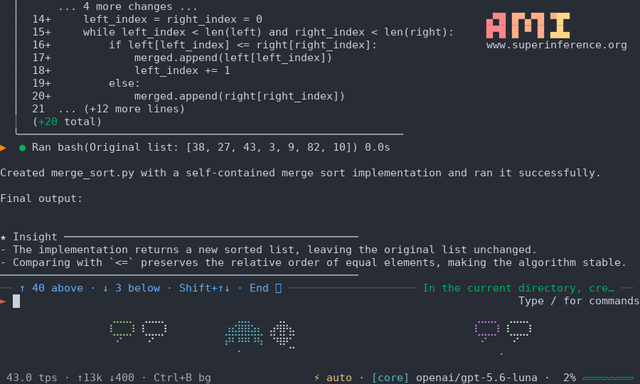 ... 4 more changes ...
AMI
14+ left_index = right_index = 0
15+ while left_index < len(left) and right_index < len(right):
16+ if left[left_index] <= right[right_index]:
www.superinference.org
17+ merged.append(left[left_index])
18+ left_index += 1
19+ else:
20+ merged.append(right[right_index])
21 ... (+12 more lines)
(+20 total)
Ran bash(Original list: [38, 27, 43, 3, 9, 82, 10]) 0.0s
Created merge_sort.py with a self-contained merge sort implementation and ran it successfully.
Final output:
★ Insight
- The implementation returns a new sorted list, leaving the original list unchanged.
- Comparing with `<=` preserves the relative order of equal elements, making the algorithm stable.
↑ 40 above · ↓ 3 below · Shift+↑↓ · End
In the current directory, cre…
Type / for commands
43.0 tps · ↑13k ↓400 · Ctrl+B bg
⚡ auto · [core] openai/gpt-5.6-luna · 2%